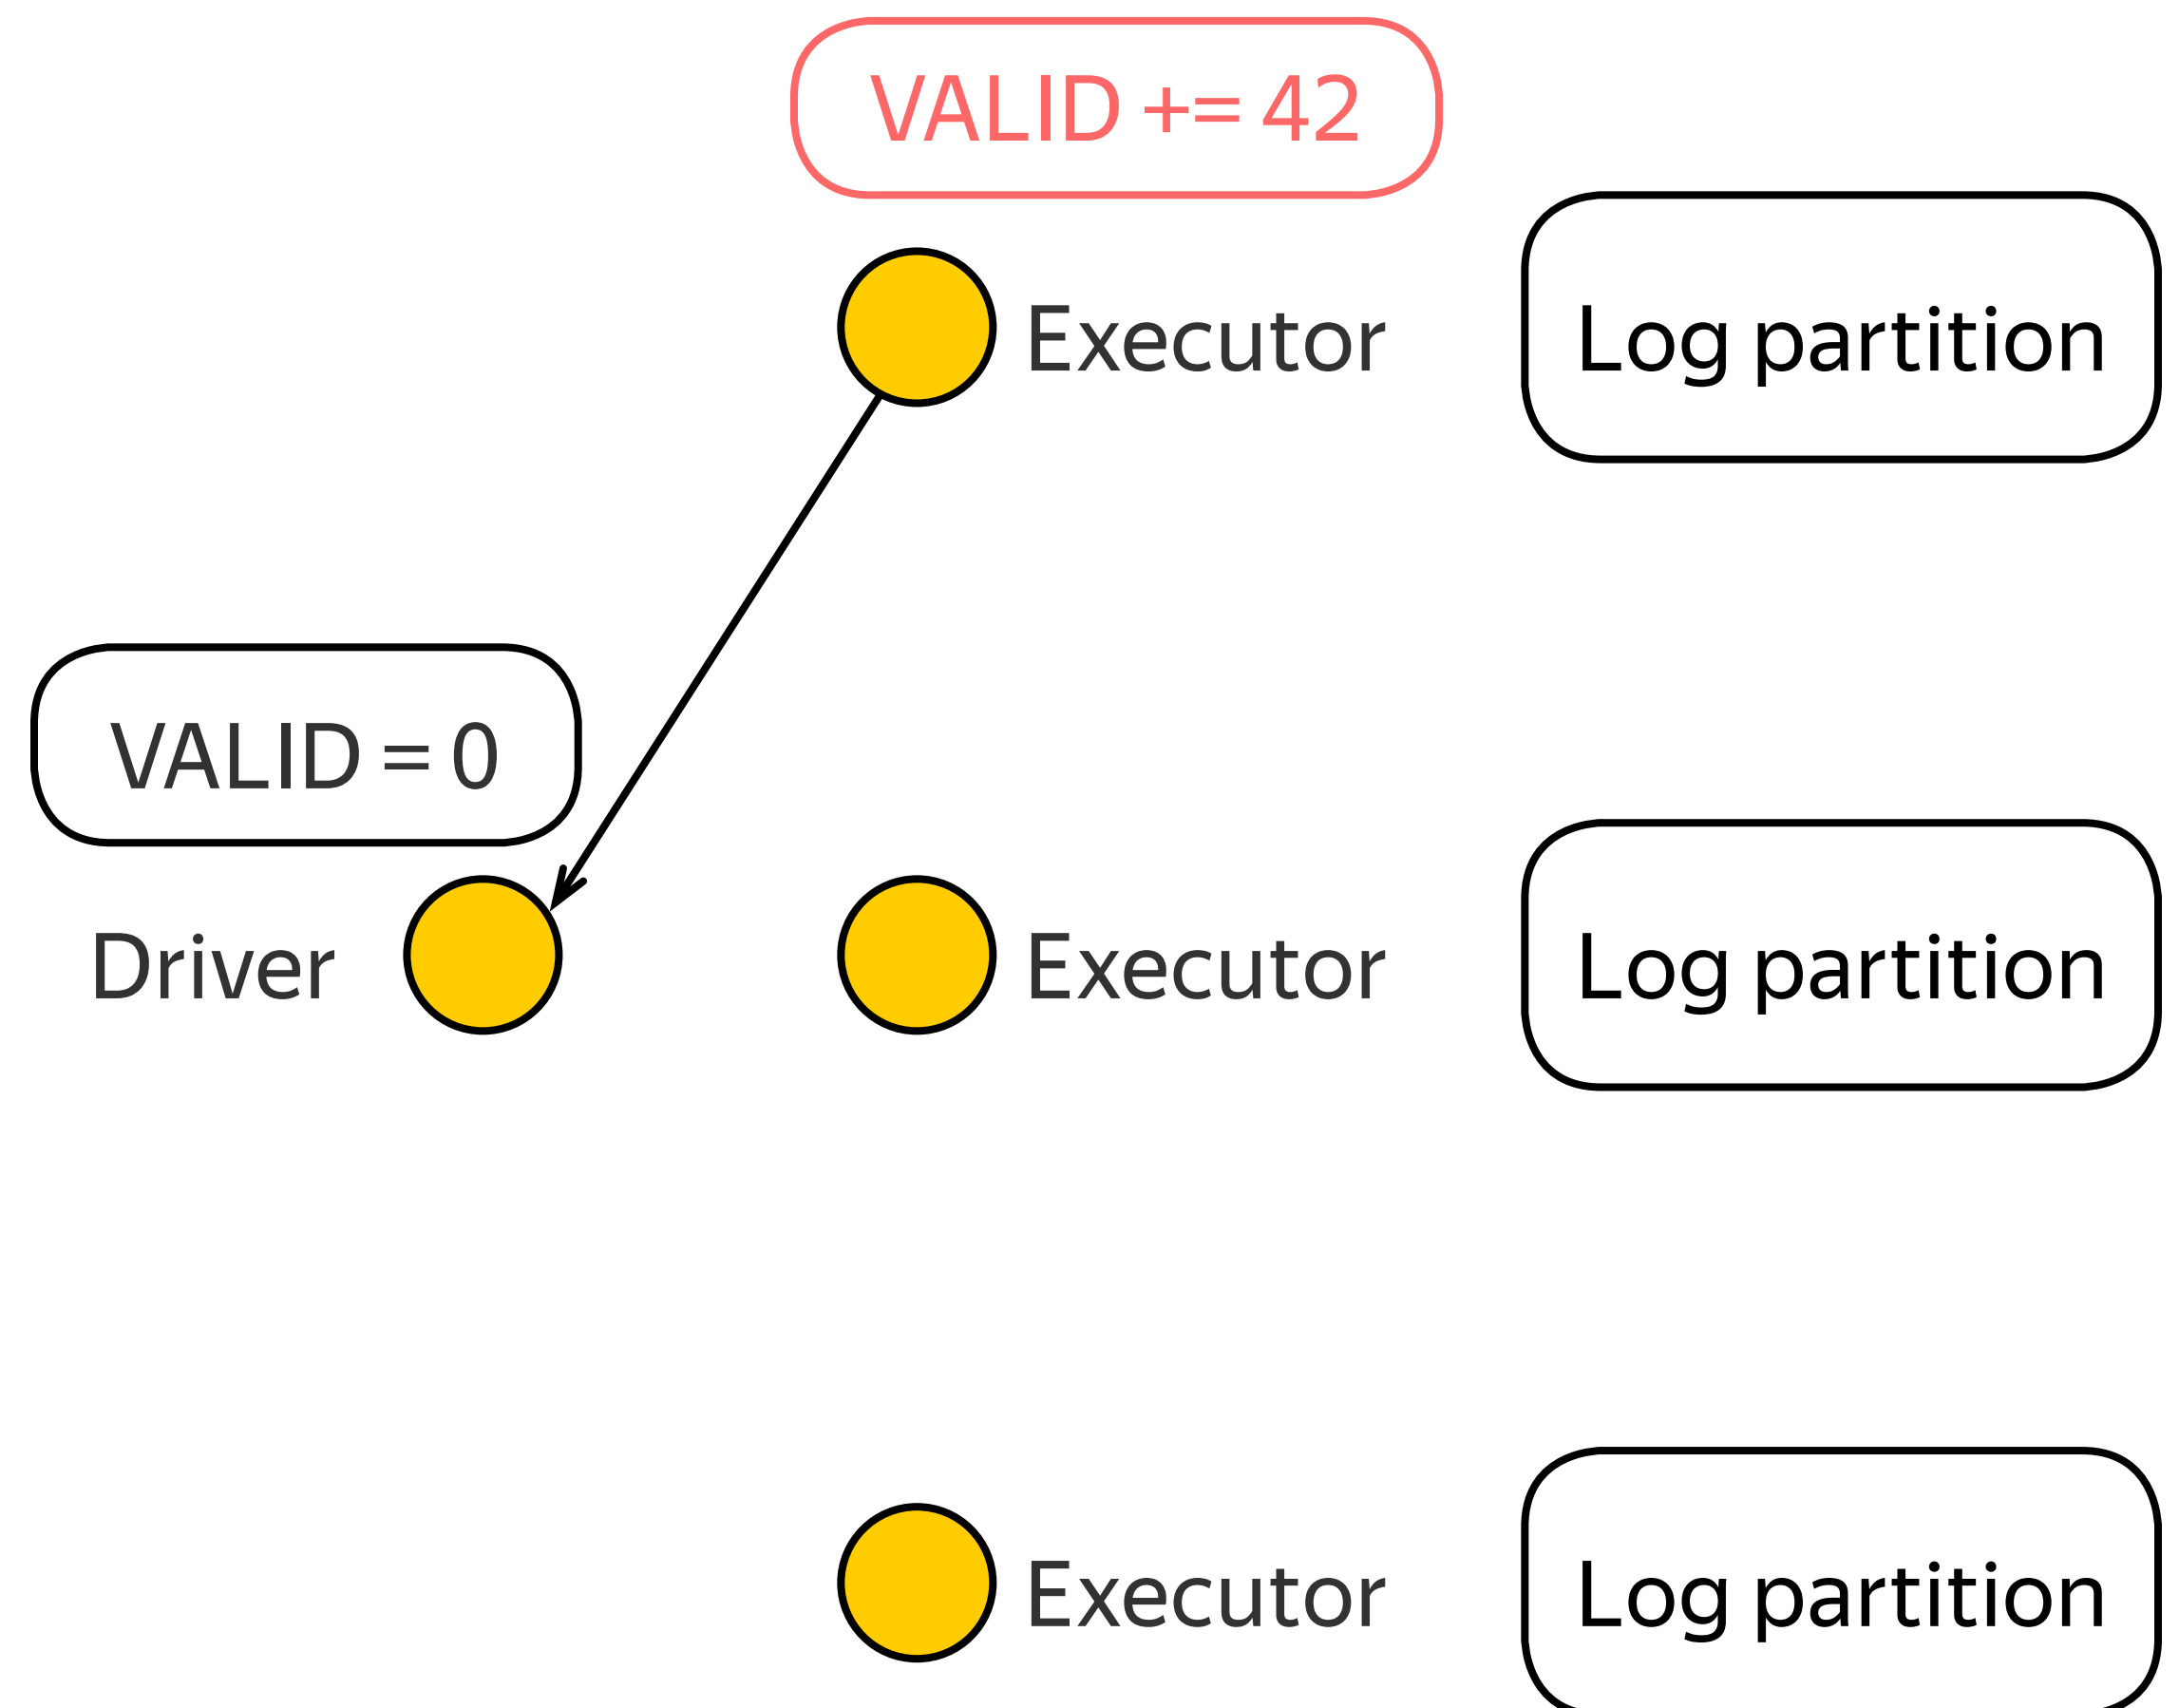 VALID += 42
Executor
Log partition
VALID = 0
Driver
Executor
Log partition
Executor
Log partition